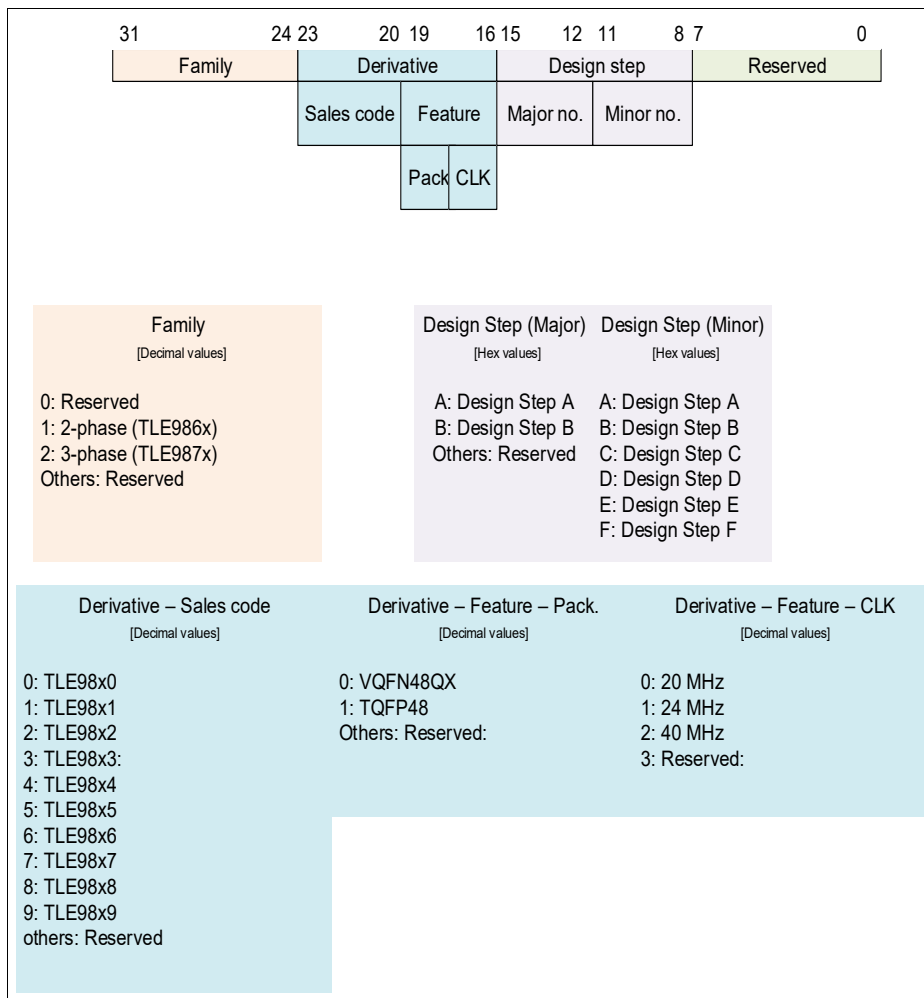 31 24 23 20 19 16 15 12 11 8 7 0
Family Derivative Design step Reserved
Sales code Feature Major no. Minor no.
Pack CLK
Family
[Decimal values]
0: Reserved
1: 2-phase (TLE986x)
2: 3-phase (TLE987x)
Others: Reserved
Design Step (Major)
[Hex values]
A: Design Step A
B: Design Step B
Others: Reserved
Design Step (Minor)
[Hex values]
A: Design Step A
B: Design Step B
C: Design Step C
D: Design Step D
E: Design Step E
F: Design Step F
Derivative – Sales code
[Decimal values]
0: TLE98x0
1: TLE98x1
2: TLE98x2
3: TLE98x3:
4: TLE98x4
5: TLE98x5
6: TLE98x6
7: TLE98x7
8: TLE98x8
9: TLE98x9
others: Reserved
Derivative – Feature – Pack.
[Decimal values]
0: VQFN48QX
1: TQFP48
Others: Reserved:
Derivative – Feature – CLK
[Decimal values]
0: 20 MHz
1: 24 MHz
2: 40 MHz
3: Reserved: